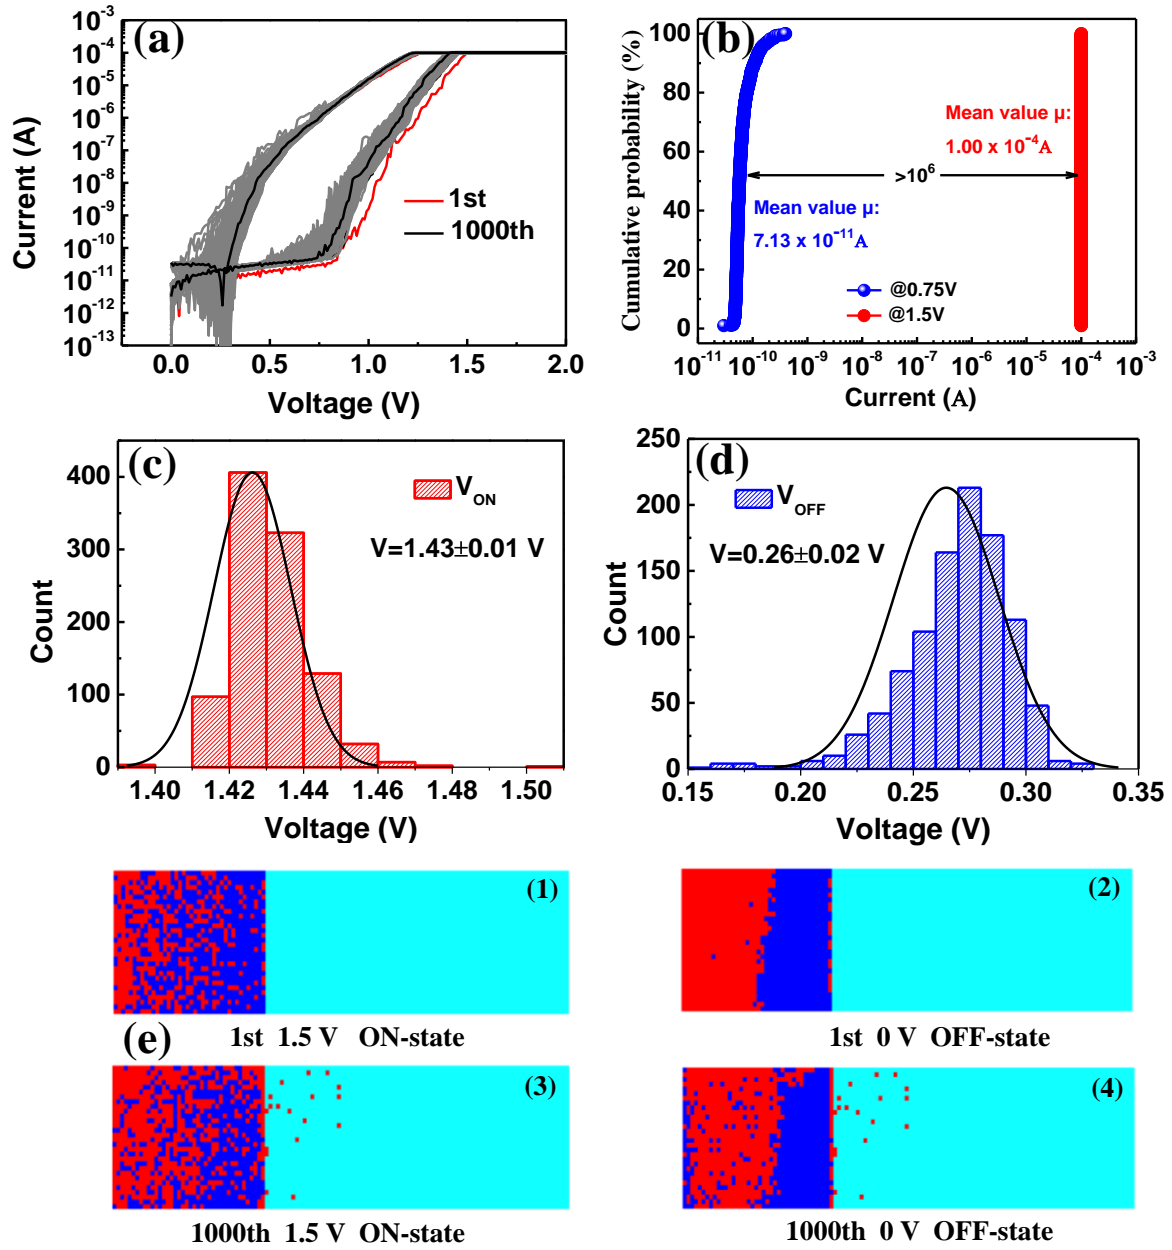 (a)
10⁻³
10⁻⁴
10⁻⁵
10⁻⁶
10⁻⁷
10⁻⁸
10⁻⁹
10⁻¹⁰
10⁻¹¹
10⁻¹²
10⁻¹³
Current (A)
1st
1000th
0.0 0.5 1.0 1.5 2.0
Voltage (V)
(b)
100
80
60
40
20
0
Cumulative probability (%)
Mean value μ:
1.00 x 10⁻⁴A
>10⁶
Mean value μ:
7.13 x 10⁻¹¹A
@0.75V
@1.5V
10⁻¹¹ 10⁻¹⁰ 10⁻⁹ 10⁻⁸ 10⁻⁷ 10⁻⁶ 10⁻⁵ 10⁻⁴ 10⁻³
Current (A)
(c)
400
300
200
100
0
Count
V_ON
V=1.43±0.01 V
1.40 1.42 1.44 1.46 1.48 1.50
Voltage (V)
(d)
250
200
150
100
50
0
Count
V_OFF
V=0.26±0.02 V
0.15 0.20 0.25 0.30 0.35
Voltage (V)
(e)
(1)
1st 1.5 V ON-state
(2)
1st 0 V OFF-state
(3)
1000th 1.5 V ON-state
(4)
1000th 0 V OFF-state